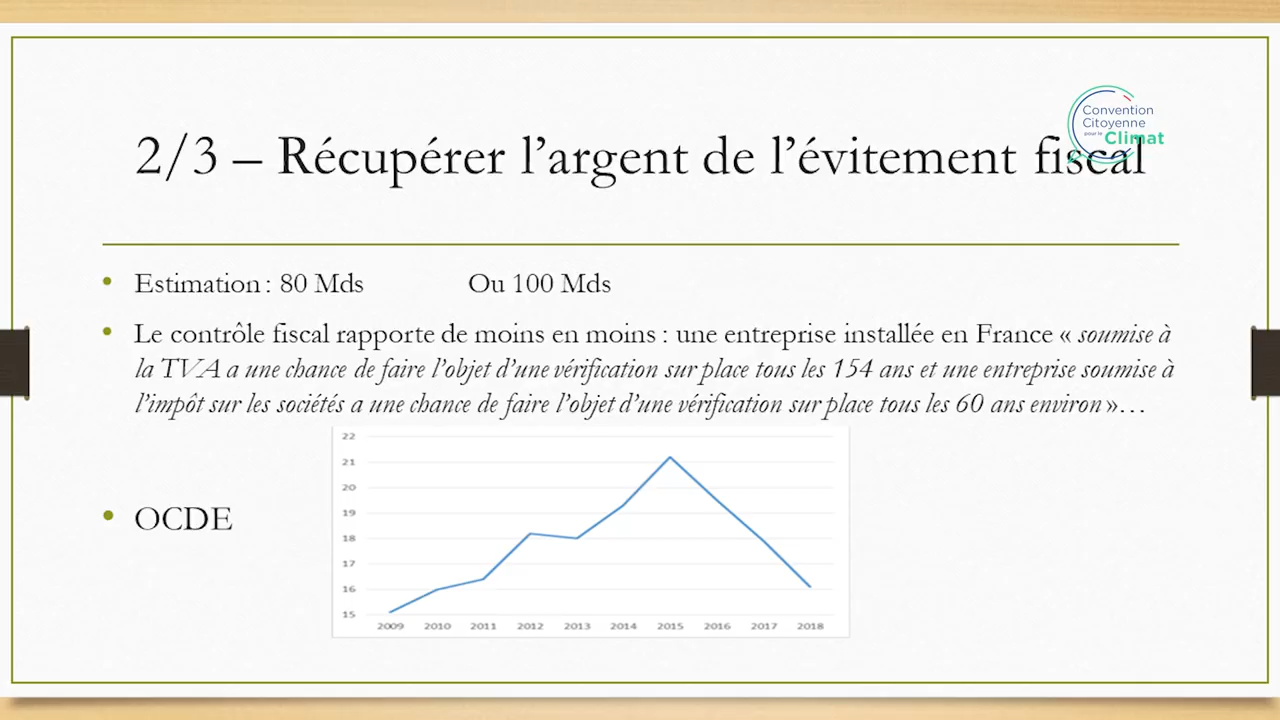 Convention
Citoyenne
pour le Climat
2/3 – Récupérer l’argent de l’évitement fiscal
• Estimation : 80 Mds Ou 100 Mds
• Le contrôle fiscal rapporte de moins en moins : une entreprise installée en France « soumise à
la TVA a une chance de faire l’objet d’une vérification sur place tous les 154 ans et une entreprise soumise à
l’impôt sur les sociétés a une chance de faire l’objet d’une vérification sur place tous les 60 ans environ »…
• OCDE
22
21
20
19
18
17
16
15
2009 2010 2011 2012 2013 2014 2015 2016 2017 2018